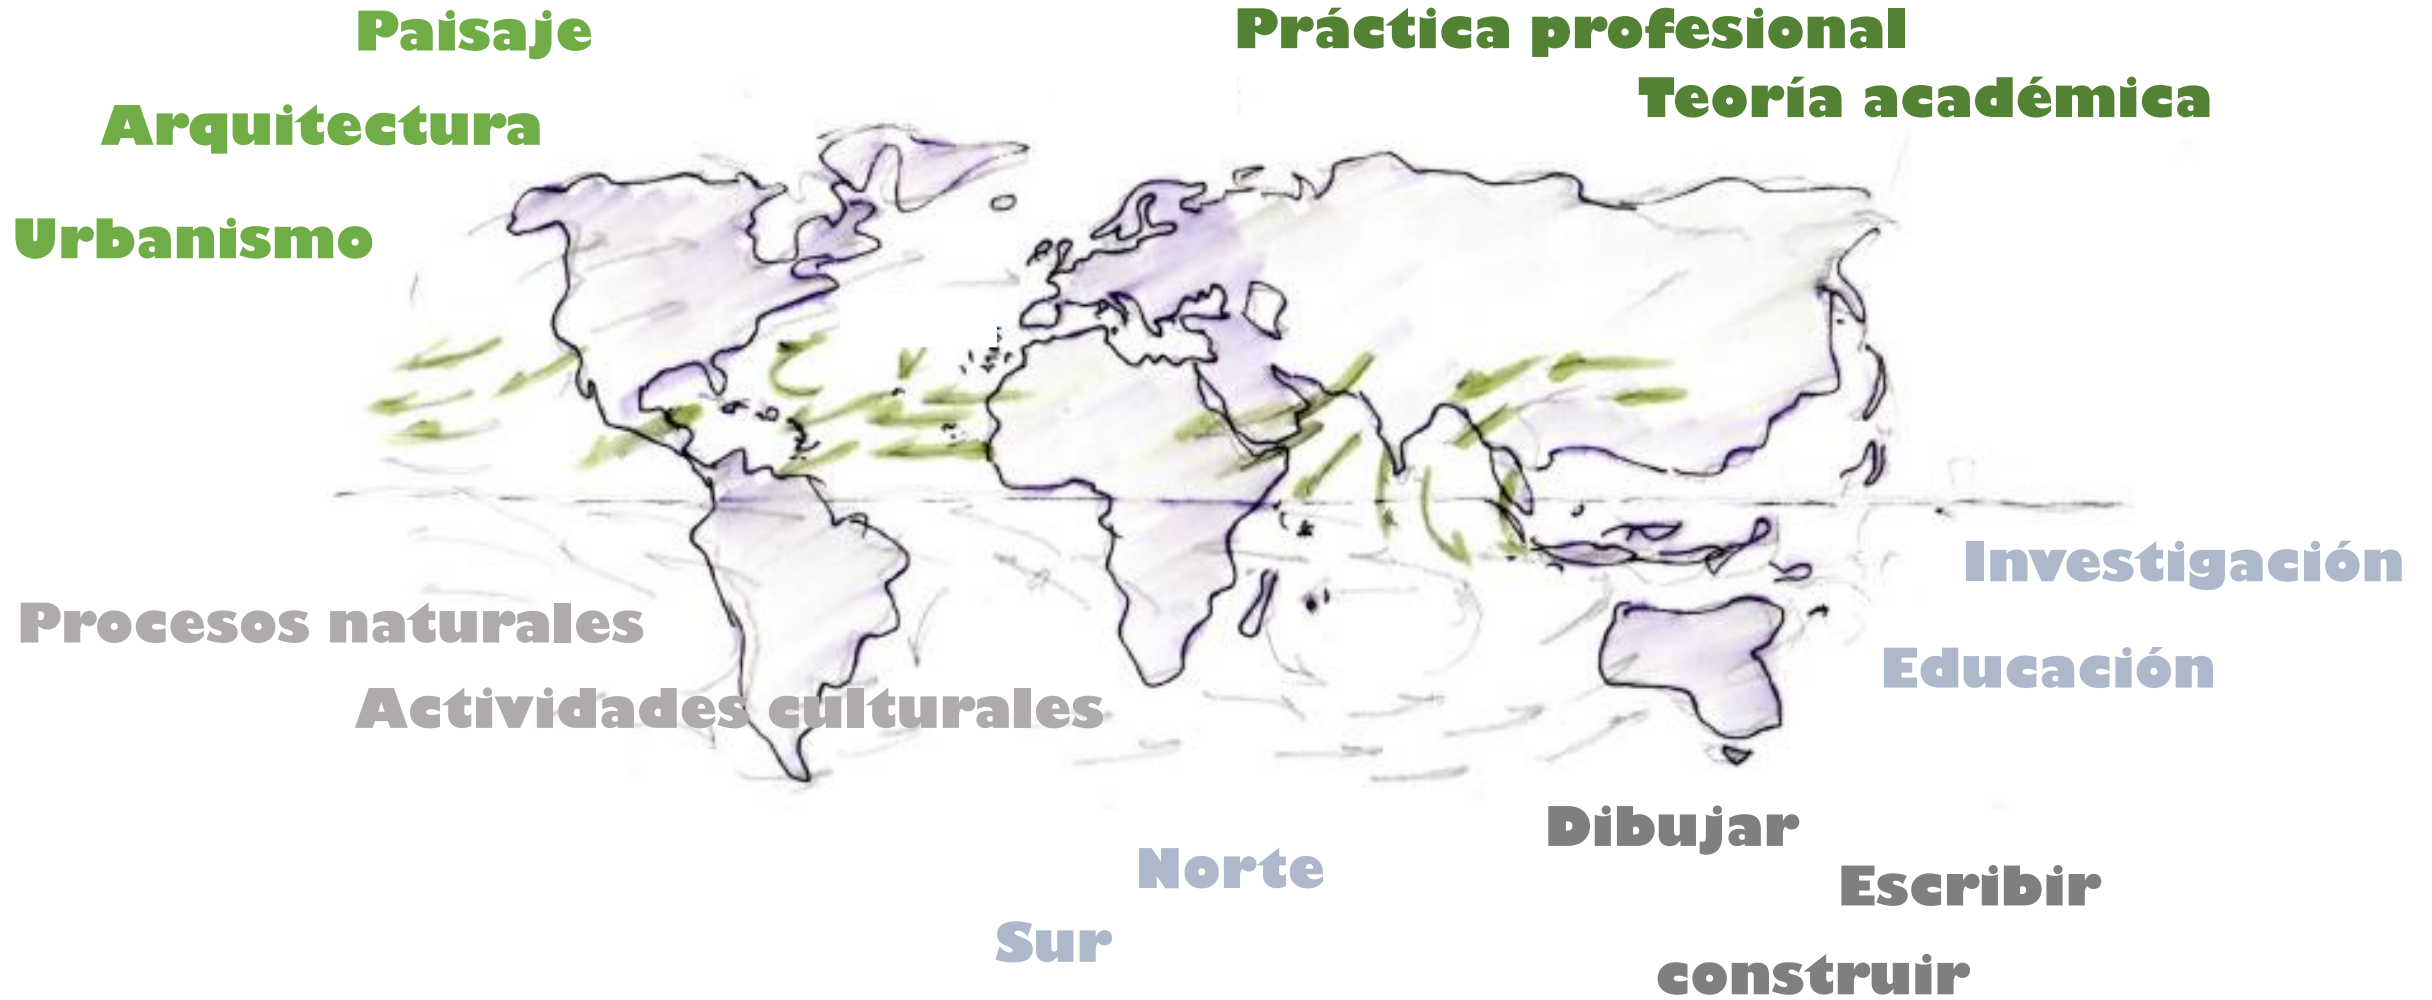 Paisaje
Práctica profesional
Teoría académica
Arquitectura
Urbanismo
Investigación
Procesos naturales
Educación
Actividades culturales
Dibujar
Norte
Escribir
Sur
construir